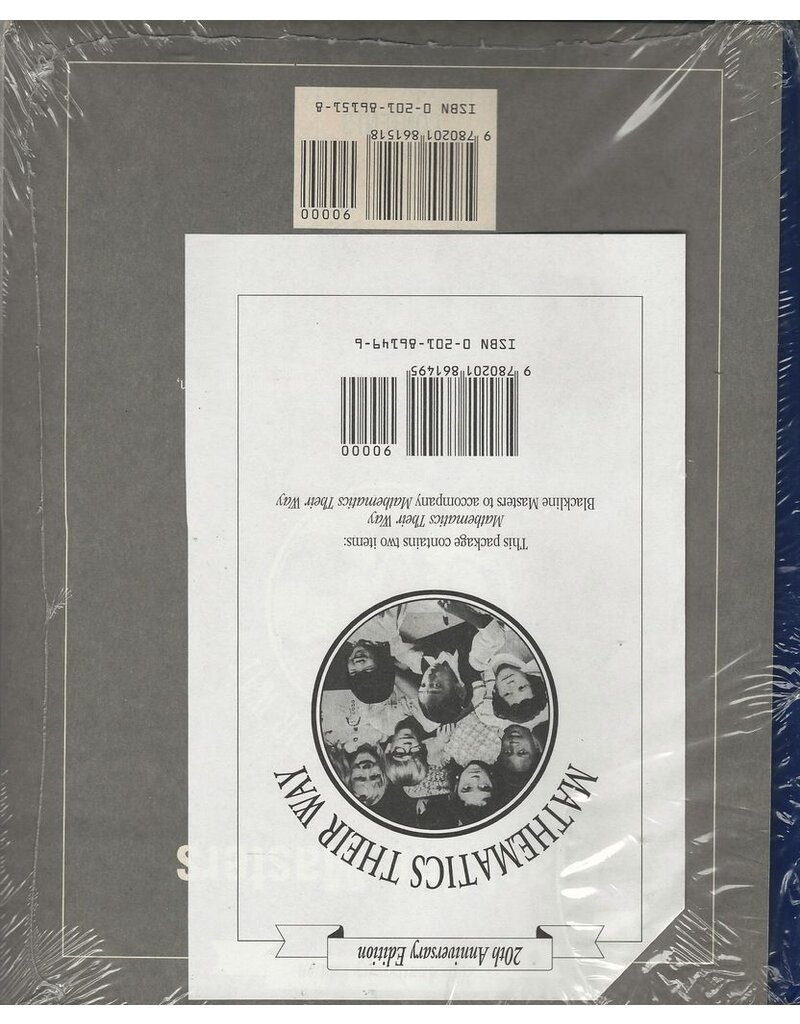 20th Anniversary Edition
MATHEMATICS THEIR WAY
This package contains two items:
Mathematics Their Way
Blackline Masters to accompany Mathematics Their Way
90000
9 780201 861495
ISBN 0-201-86149-6
90000
9 780201 861518
ISBN 0-201-86151-8